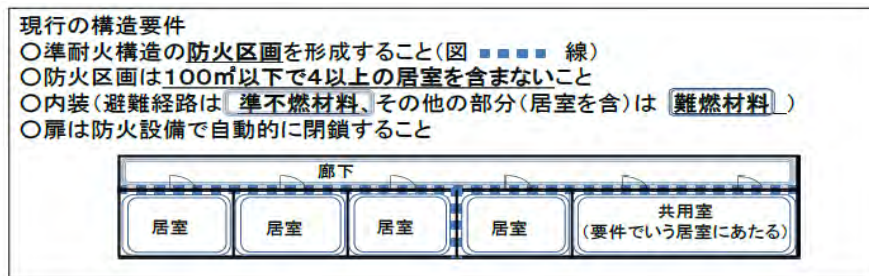 現行の構造要件
〇準耐火構造の防火区画を形成すること(図 線)
〇防火区画は100㎡以下で4以上の居室を含まないこと
〇内装(避難経路は 準不燃材料、その他の部分(居室を含)は 難燃材料 )
〇扉は防火設備で自動的に閉鎖すること
廊下
居室 居室 居室 居室 共用室
(要件でいう居室にあたる)